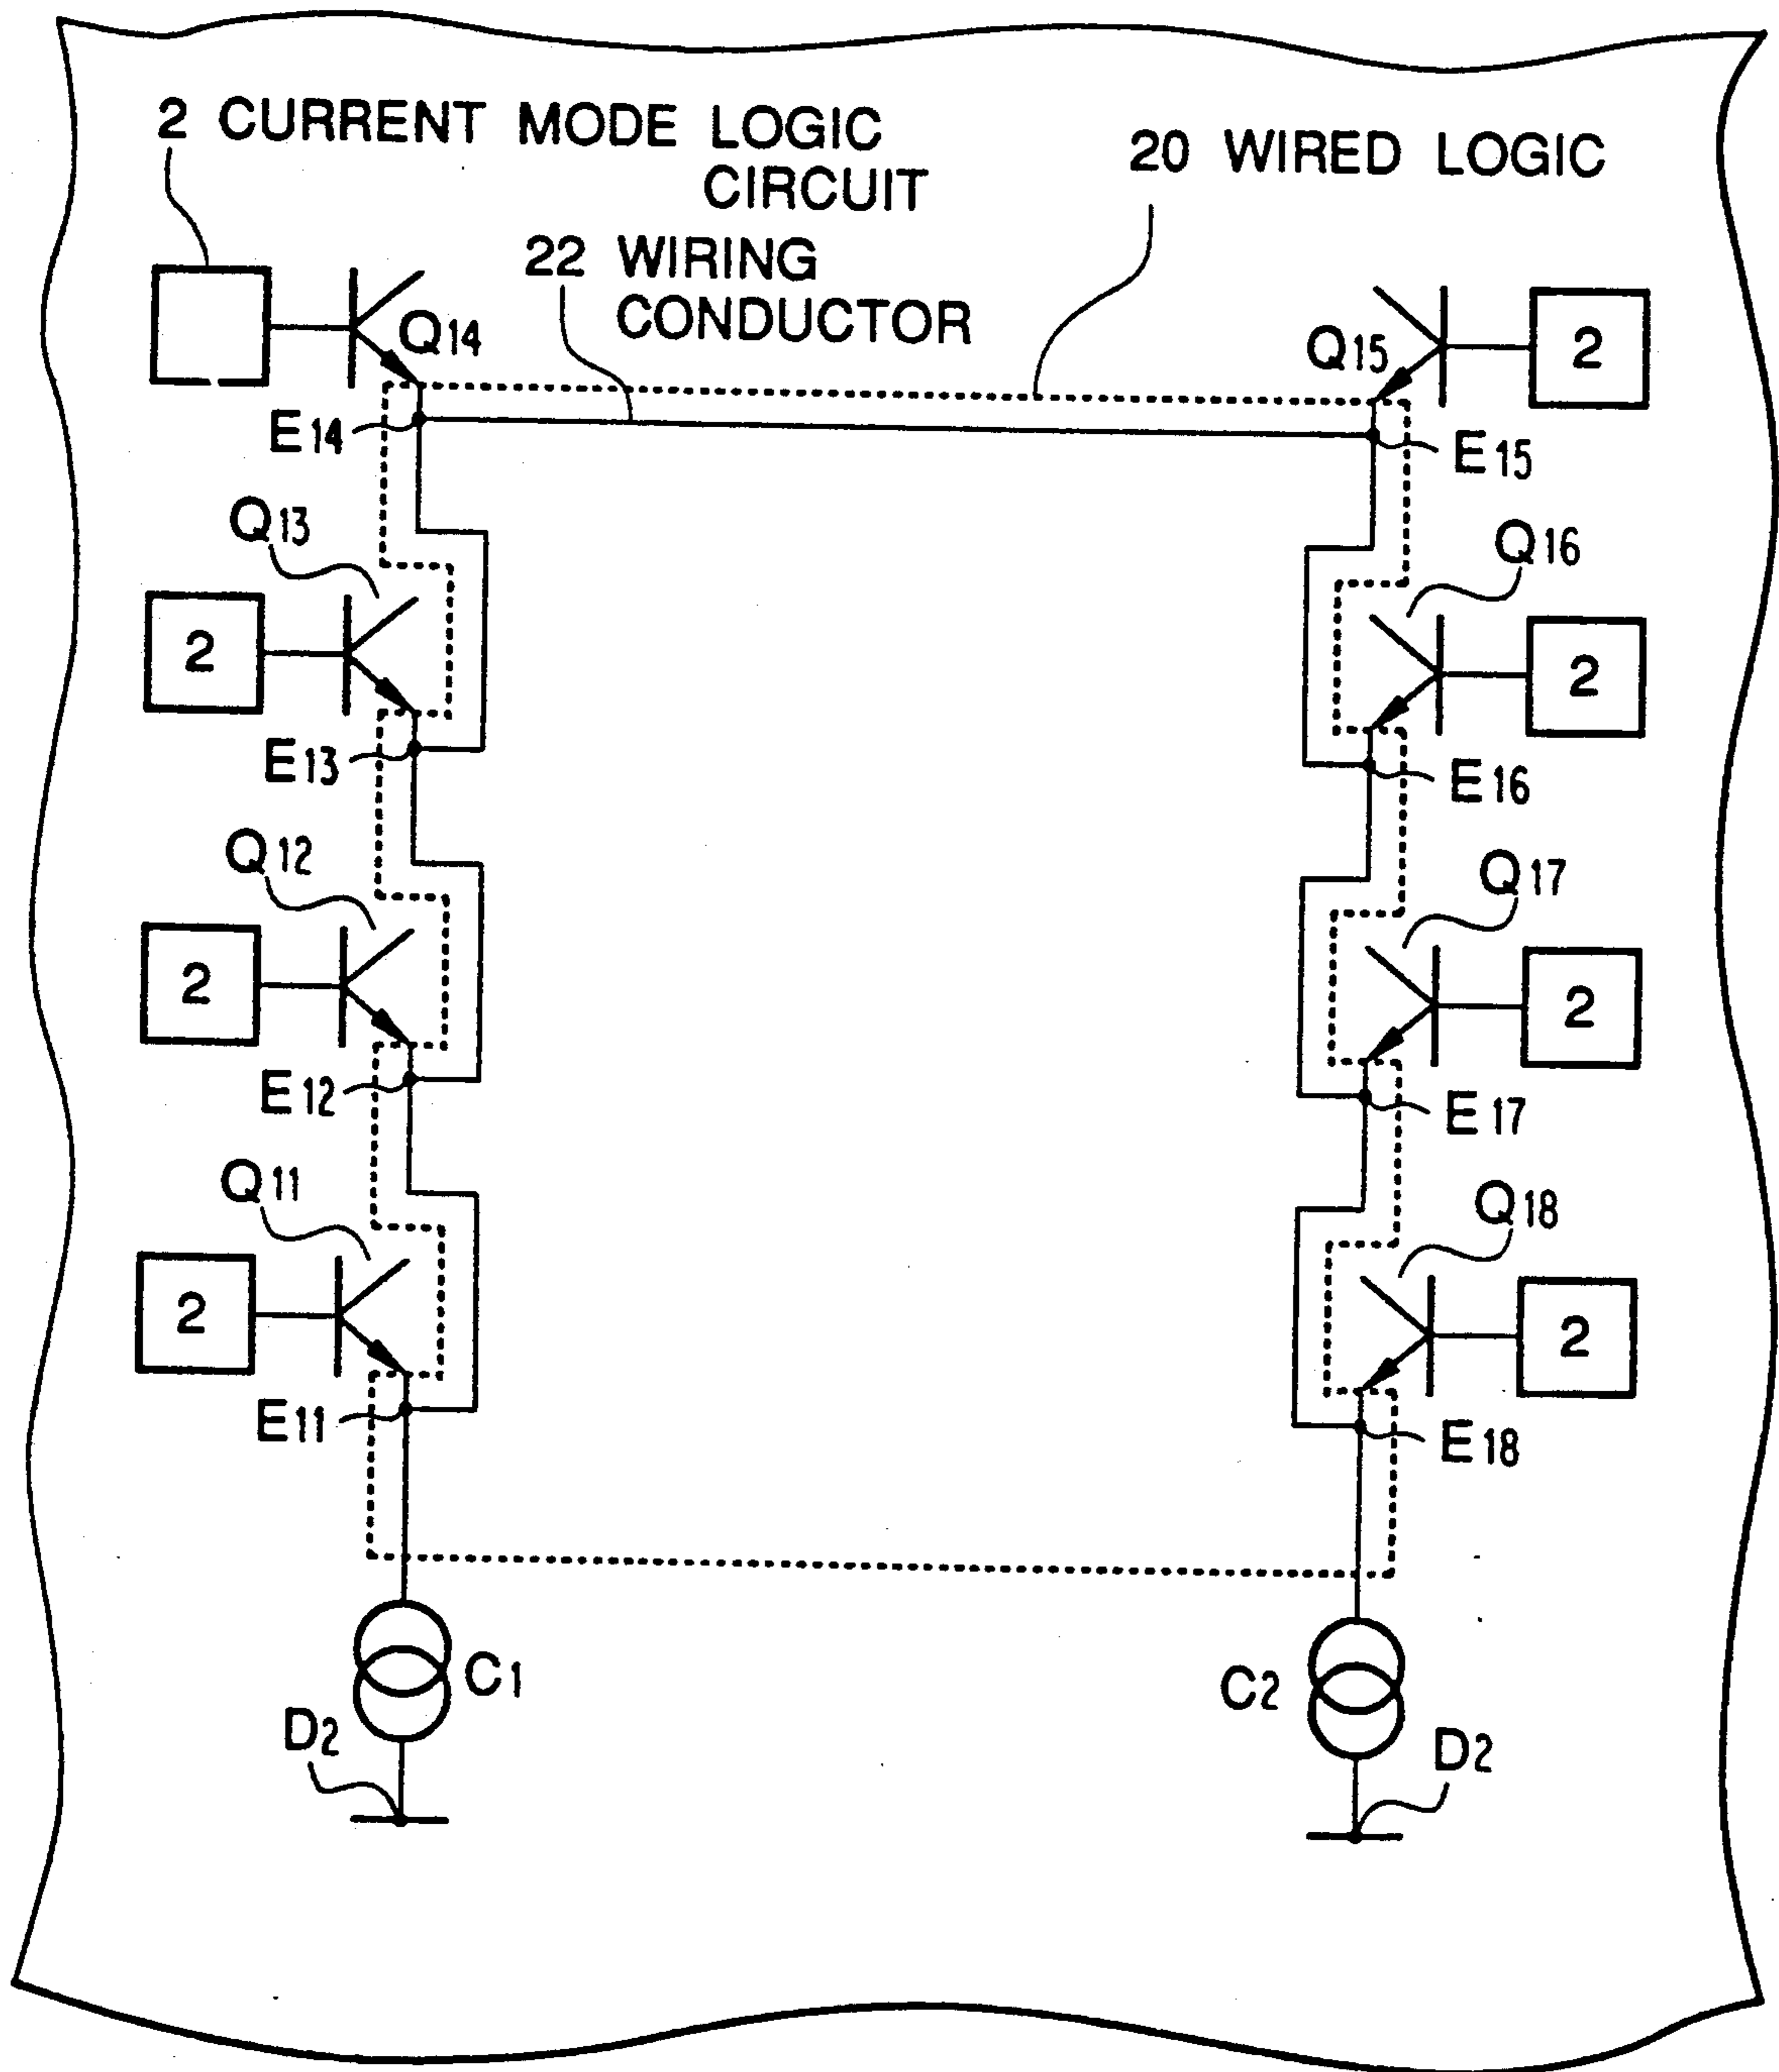 2 CURRENT MODE LOGIC
CIRCUIT
20 WIRED LOGIC
22 WIRING
CONDUCTOR
Q14
Q15
2
E14
E15
Q13
Q16
2
2
E13
E16
Q12
Q17
2
2
E12
E17
Q11
Q18
2
2
E11
E18
C1
C2
D2
D2